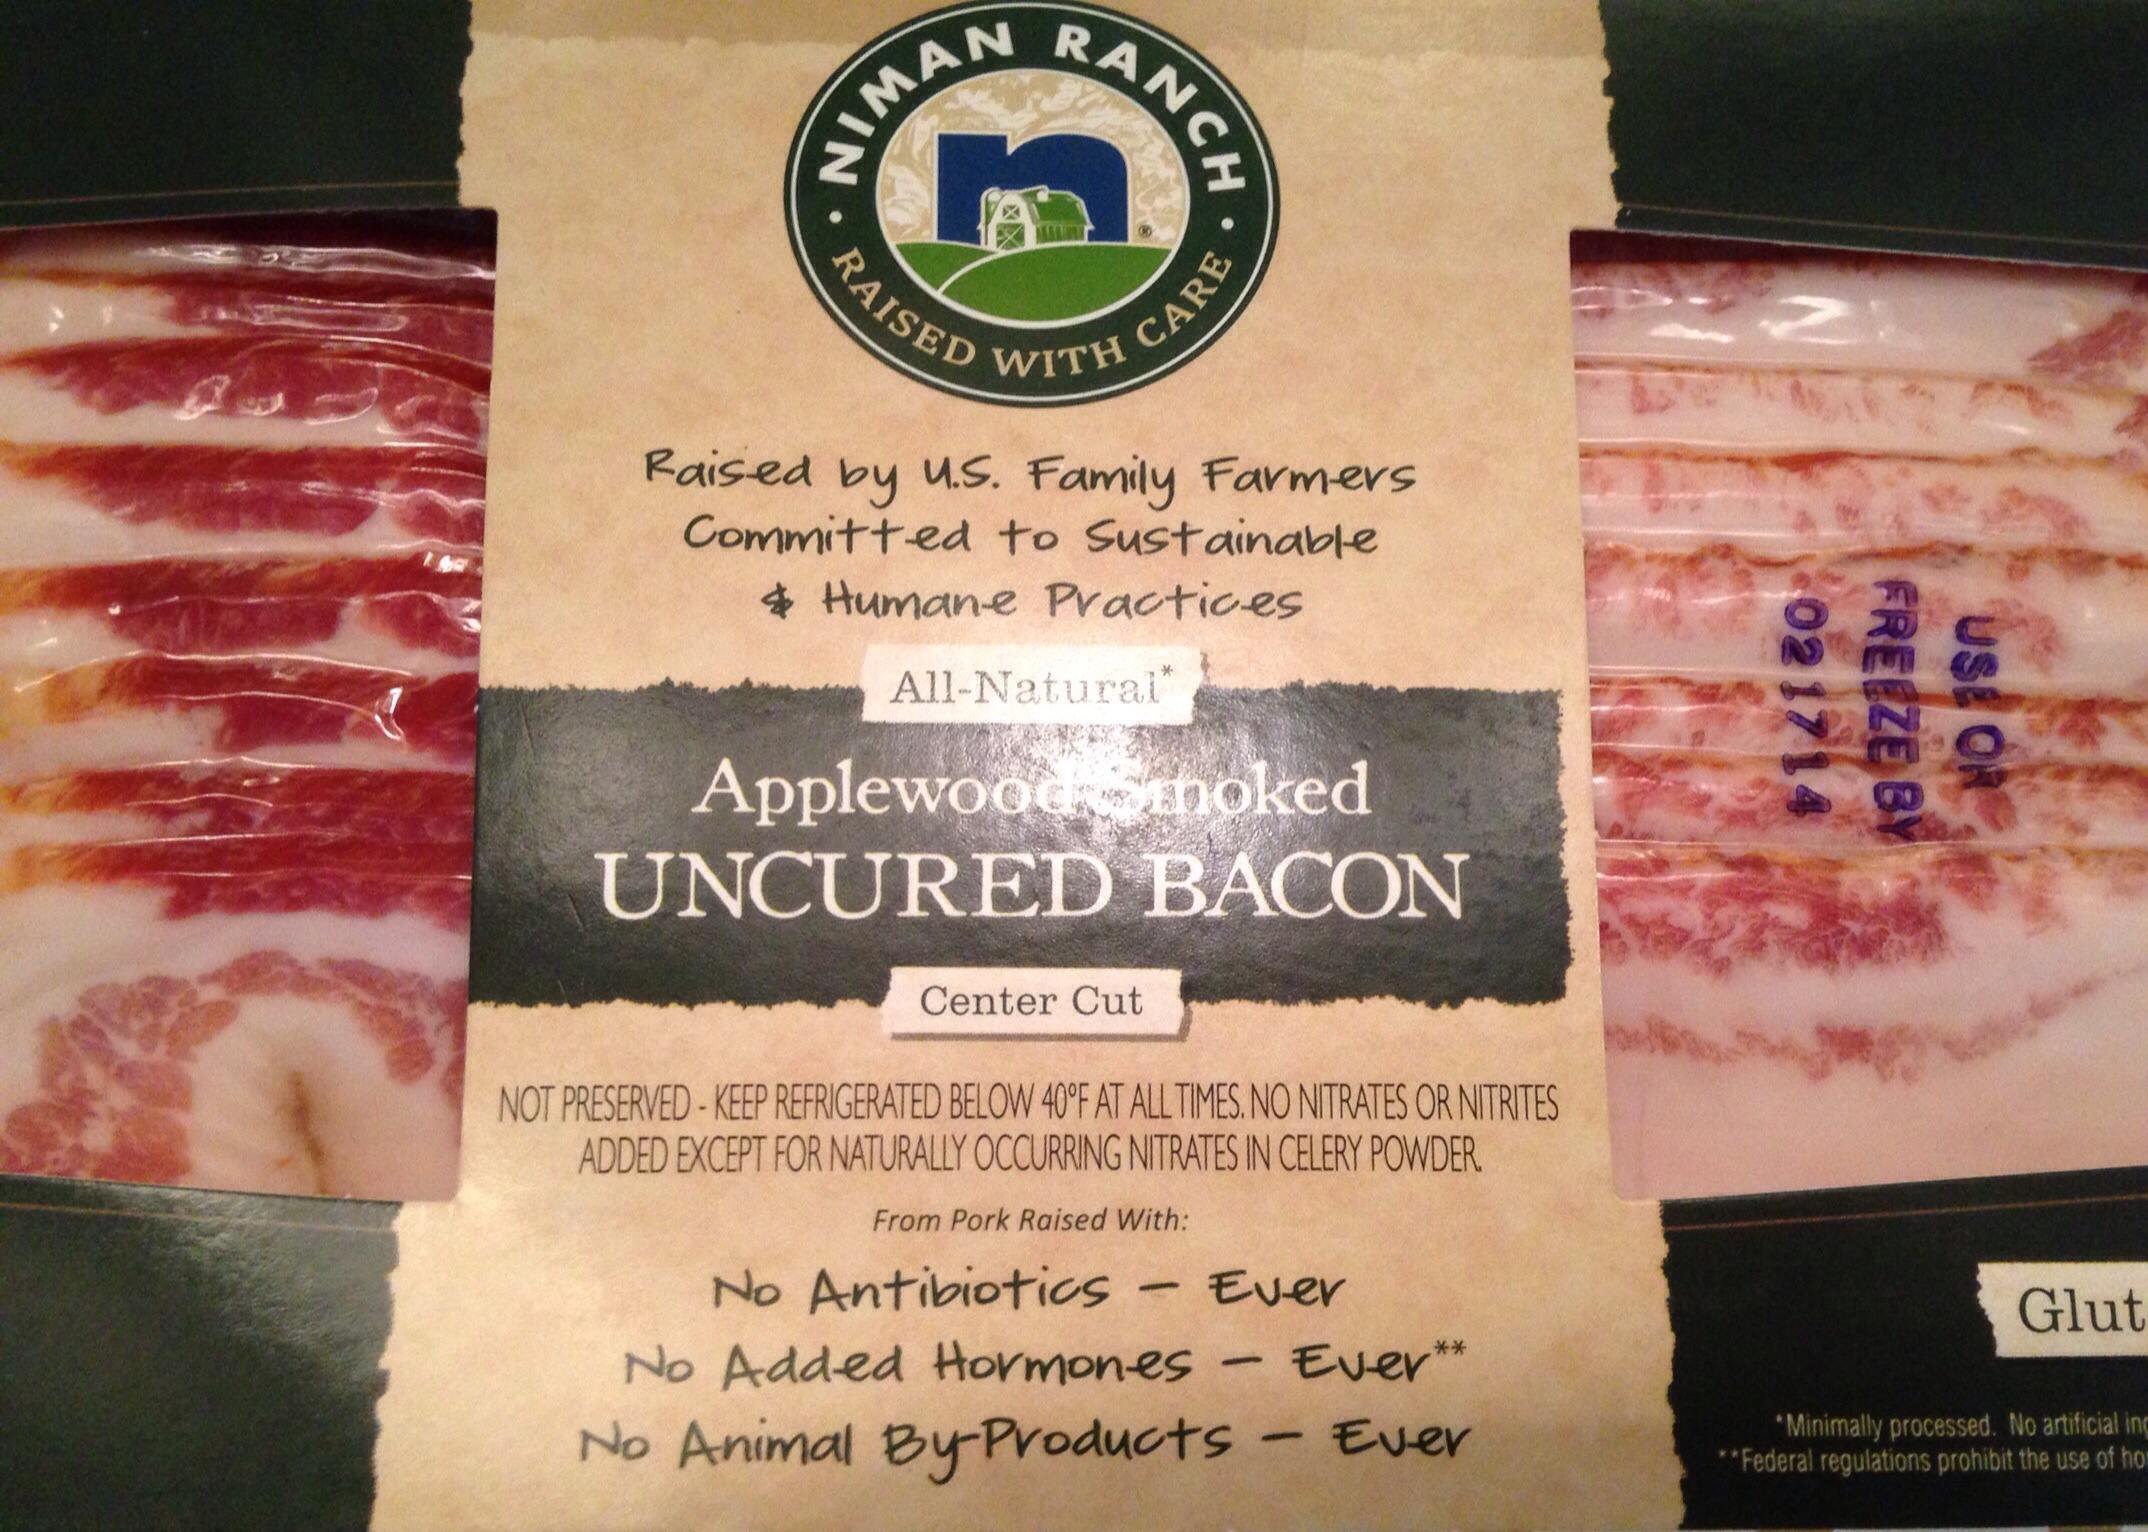 NIMAN RANCH
n
®
RAISED WITH CARE
Raised by U.S. Family Farmers
Committed to Sustainable
& Humane Practices
All-Natural*
Applewood Smoked
UNCURED BACON
Center Cut
NOT PRESERVED - KEEP REFRIGERATED BELOW 40°F AT ALL TIMES. NO NITRATES OR NITRITES
ADDED EXCEPT FOR NATURALLY OCCURRING NITRATES IN CELERY POWDER.
From Pork Raised With:
No Antibiotics – Ever
No Added Hormones – Ever**
No Animal By-Products – Ever
USE OR
FREEZE BY
021714
Glut
*Minimally processed. No artificial ing
**Federal regulations prohibit the use of ho